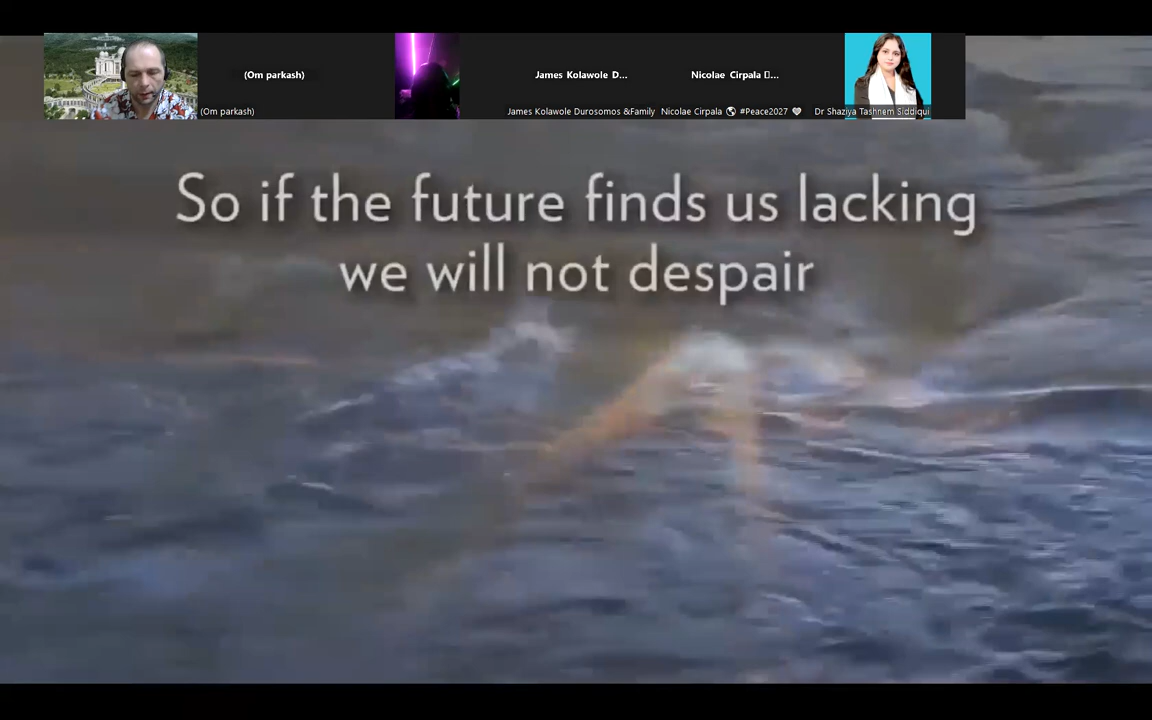 (Om parkash)
James Kolawole D...
Nicolae Cirpala ...
(Om parkash)
James Kolawole Durosomos &Family
Nicolae Cirpala 🌎 #Peace2027 🤍
Dr Shaziya Tashnem Siddiqui
So if the future finds us lacking
we will not despair